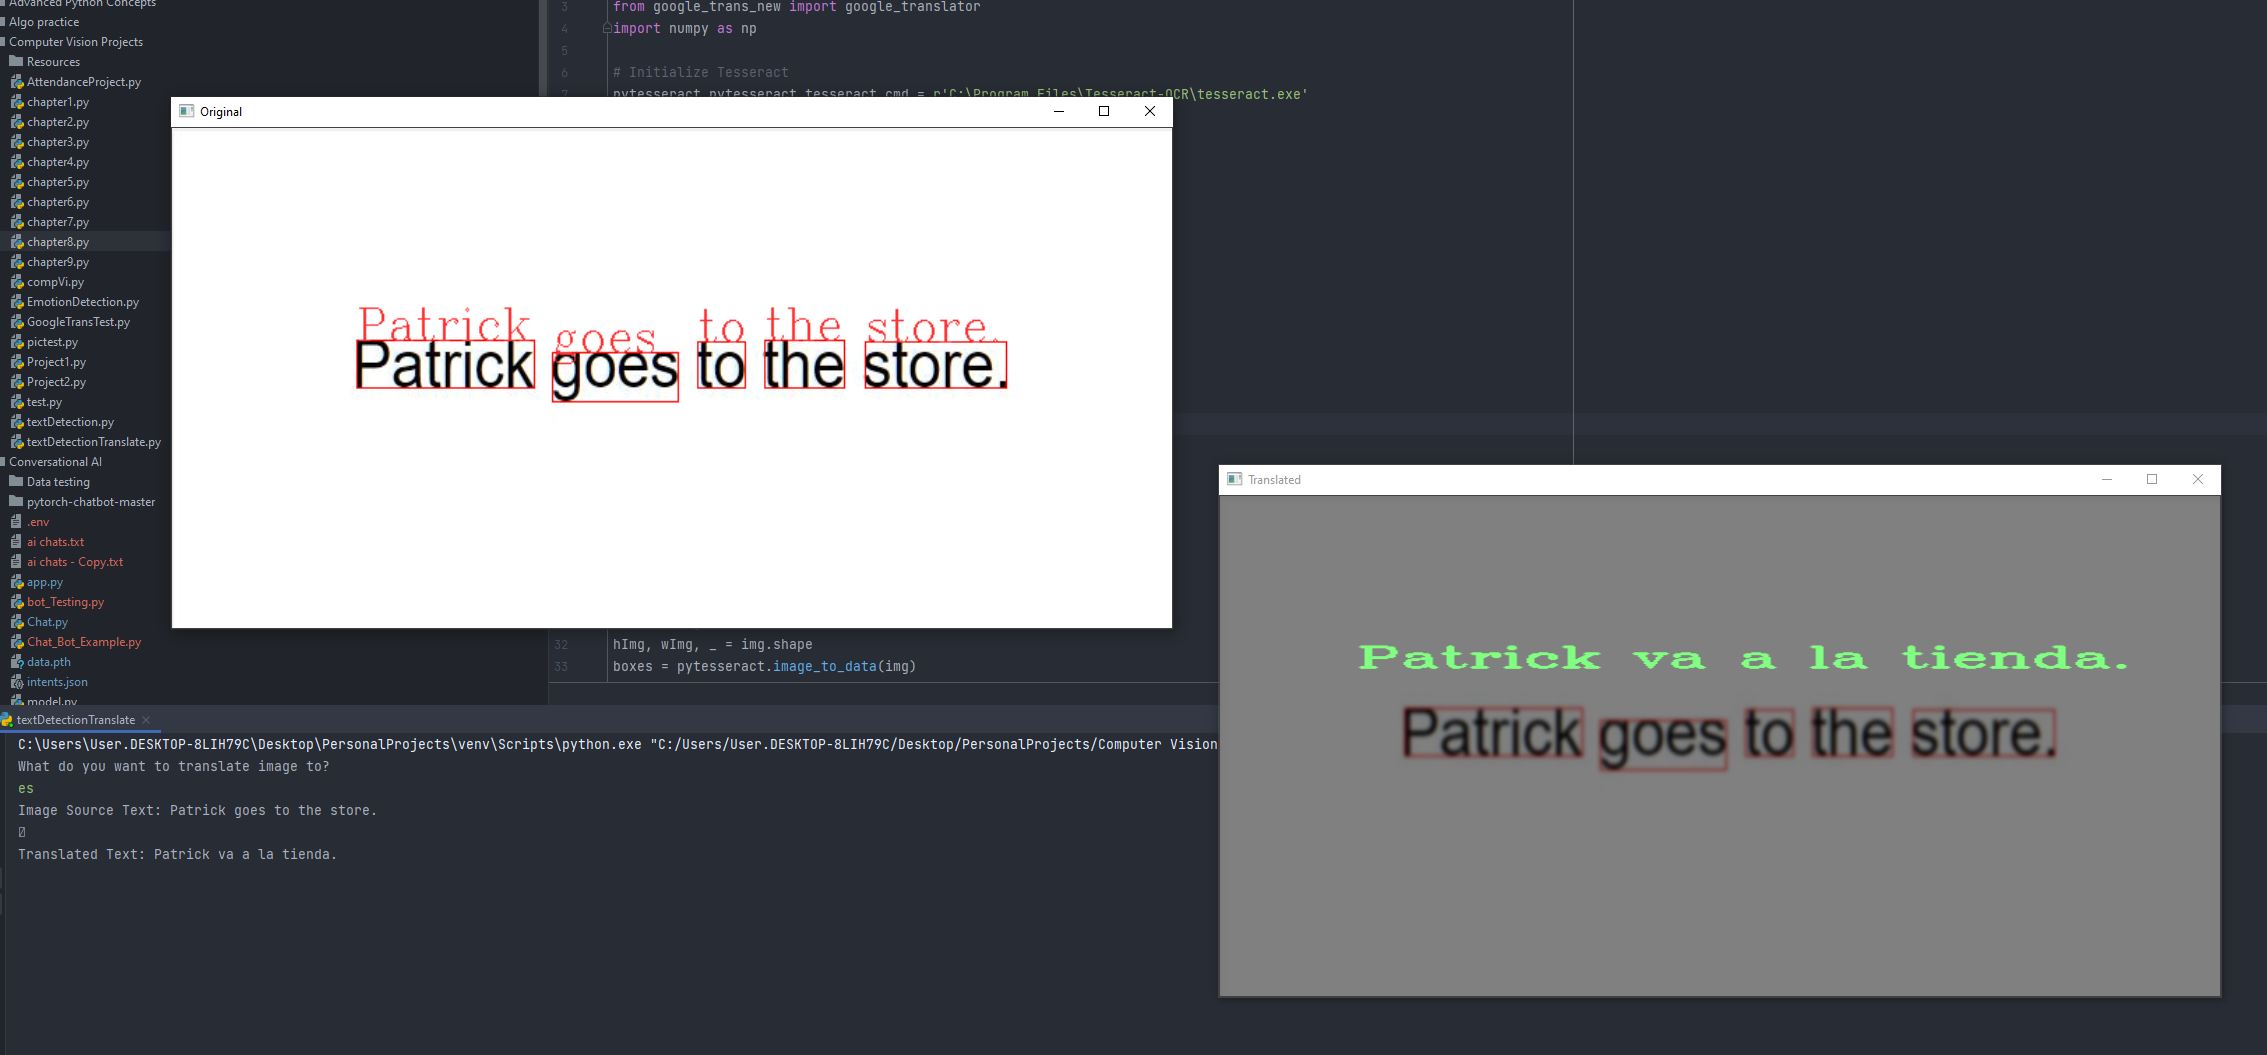 Advanced Python Concepts
Algo practice
Computer Vision Projects
Resources
AttendanceProject.py
chapter1.py
chapter2.py
chapter3.py
chapter4.py
chapter5.py
chapter6.py
chapter7.py
chapter8.py
chapter9.py
compVi.py
EmotionDetection.py
GoogleTransTest.py
pictest.py
Project1.py
Project2.py
test.py
textDetection.py
textDetectionTranslate.py
Conversational AI
Data testing
pytorch-chatbot-master
.env
ai chats.txt
ai chats - Copy.txt
app.py
bot_Testing.py
Chat.py
Chat_Bot_Example.py
data.pth
intents.json
model.py
3 from google_trans_new import google_translator
4 import numpy as np
5
6 # Initialize Tesseract
7 pytesseract.pytesseract.tesseract_cmd = r'C:\Program Files\Tesseract-OCR\tesseract.exe'
Original
Patrick goes to the store.
Patrick goes to the store.
32 hImg, wImg, _ = img.shape
33 boxes = pytesseract.image_to_data(img)
Translated
Patrick va a la tienda.
Patrick goes to the store.
textDetectionTranslate
C:\Users\User.DESKTOP-8LIH79C\Desktop\PersonalProjects\venv\Scripts\python.exe "C:/Users/User.DESKTOP-8LIH79C/Desktop/PersonalProjects/Computer Vision
What do you want to translate image to?
es
Image Source Text: Patrick goes to the store.
Translated Text: Patrick va a la tienda.